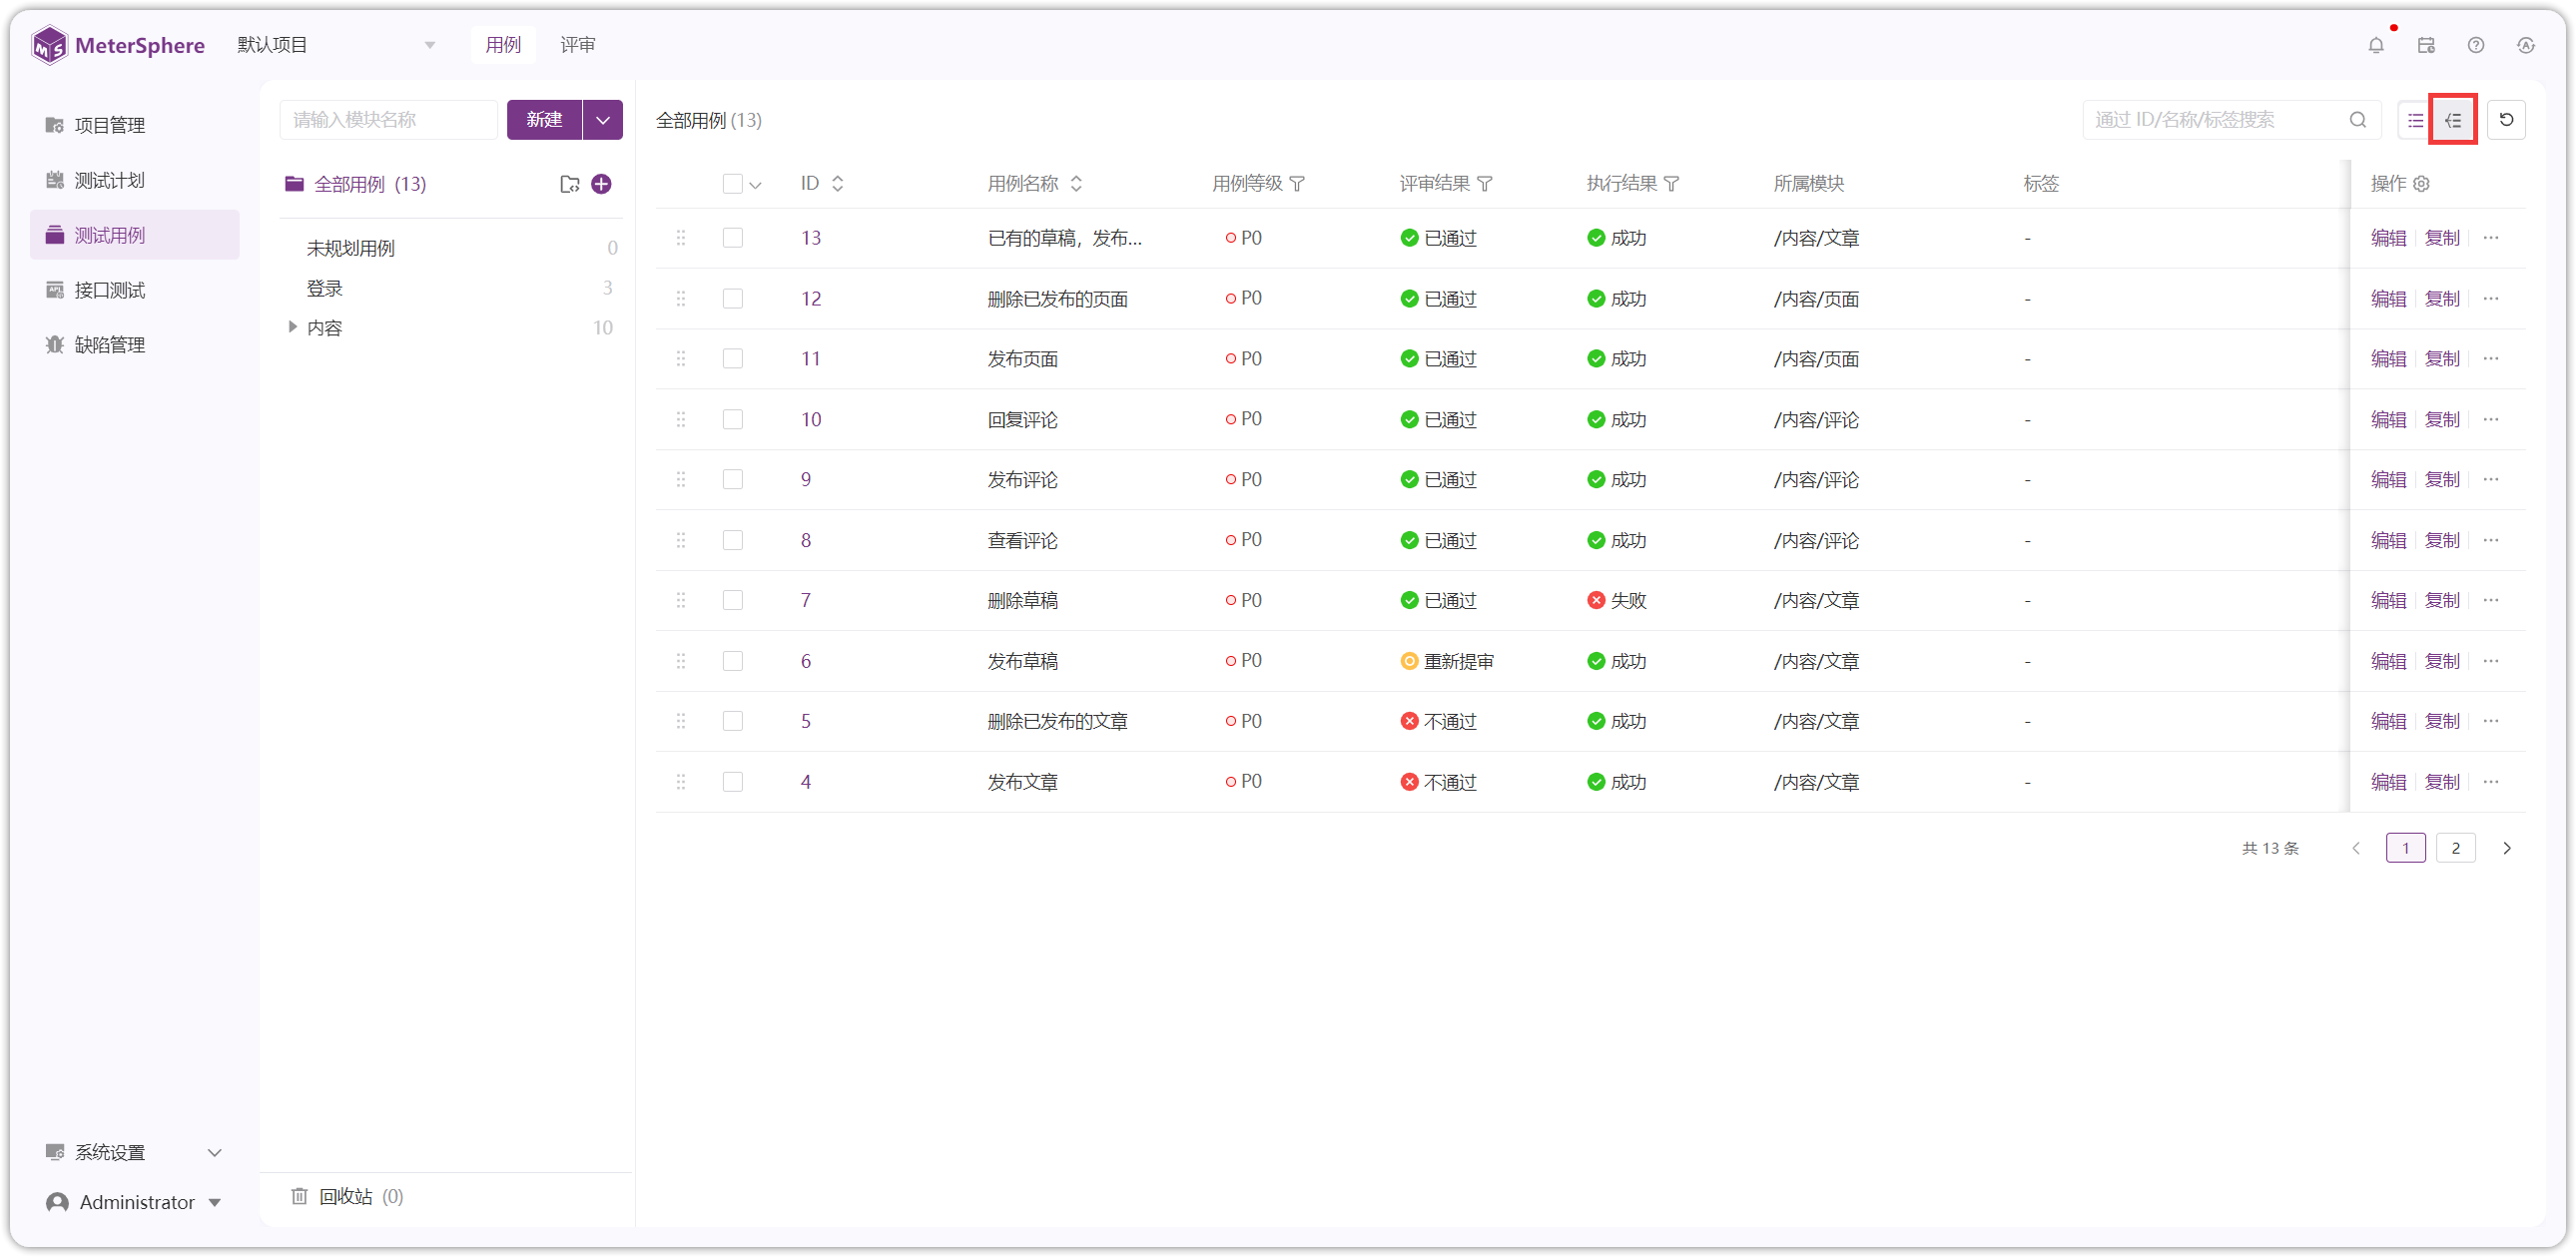 MeterSphere 默认项目 用例 评审
项目管理
测试计划
测试用例
接口测试
缺陷管理
系统设置
Administrator
请输入模块名称 新建
全部用例 (13)
未规划用例 0
登录 3
内容 10
回收站 (0)
全部用例 (13) 通过 ID/名称/标签搜索
ID 用例名称 用例等级 评审结果 执行结果 所属模块 标签 操作
13 已有的草稿，发布... P0 已通过 成功 /内容/文章 - 编辑 复制 ···
12 删除已发布的页面 P0 已通过 成功 /内容/页面 - 编辑 复制 ···
11 发布页面 P0 已通过 成功 /内容/页面 - 编辑 复制 ···
10 回复评论 P0 已通过 成功 /内容/评论 - 编辑 复制 ···
9 发布评论 P0 已通过 成功 /内容/评论 - 编辑 复制 ···
8 查看评论 P0 已通过 成功 /内容/评论 - 编辑 复制 ···
7 删除草稿 P0 已通过 失败 /内容/文章 - 编辑 复制 ···
6 发布草稿 P0 重新提审 成功 /内容/文章 - 编辑 复制 ···
5 删除已发布的文章 P0 不通过 成功 /内容/文章 - 编辑 复制 ···
4 发布文章 P0 不通过 成功 /内容/文章 - 编辑 复制 ···
共 13 条 1 2